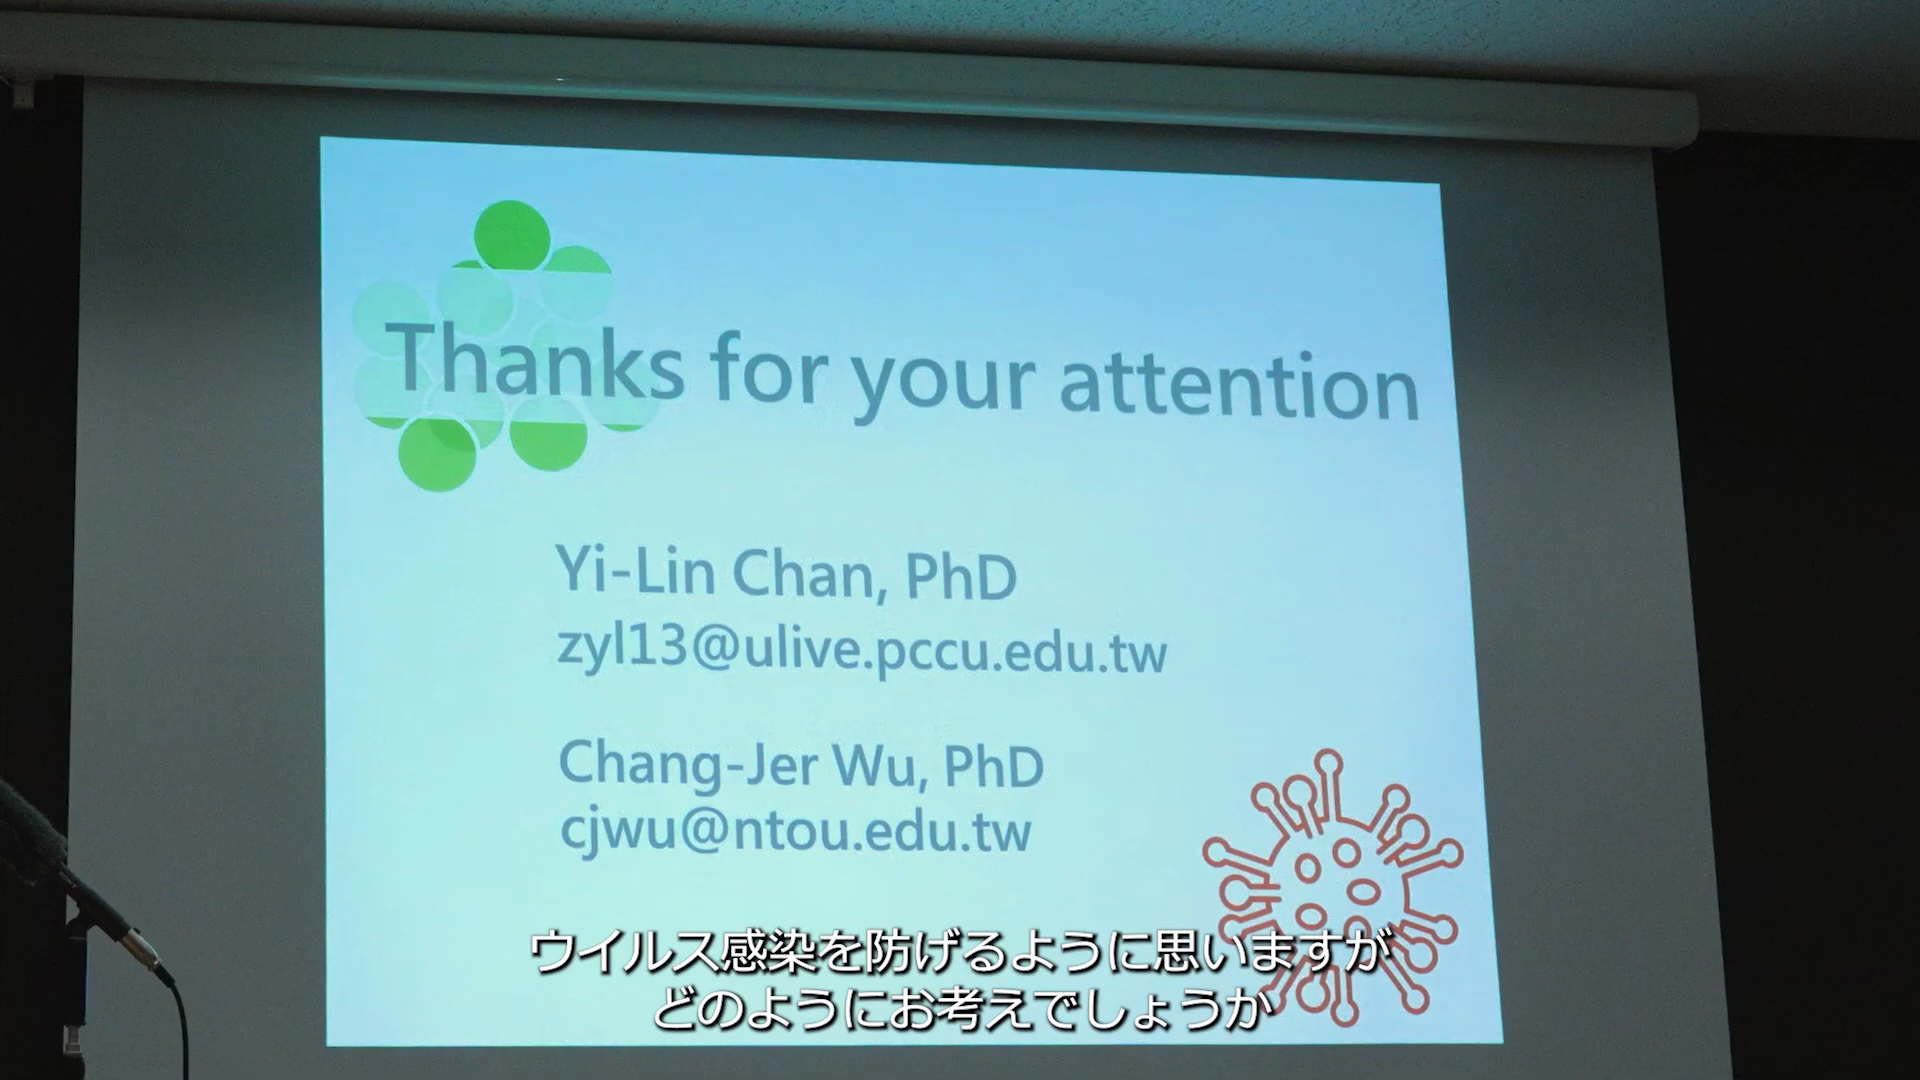 Thanks for your attention
Yi-Lin Chan, PhD
zyl13@ulive.pccu.edu.tw
Chang-Jer Wu, PhD
cjwu@ntou.edu.tw
ウイルス感染を防げるように思いますが
どのようにお考えでしょうか